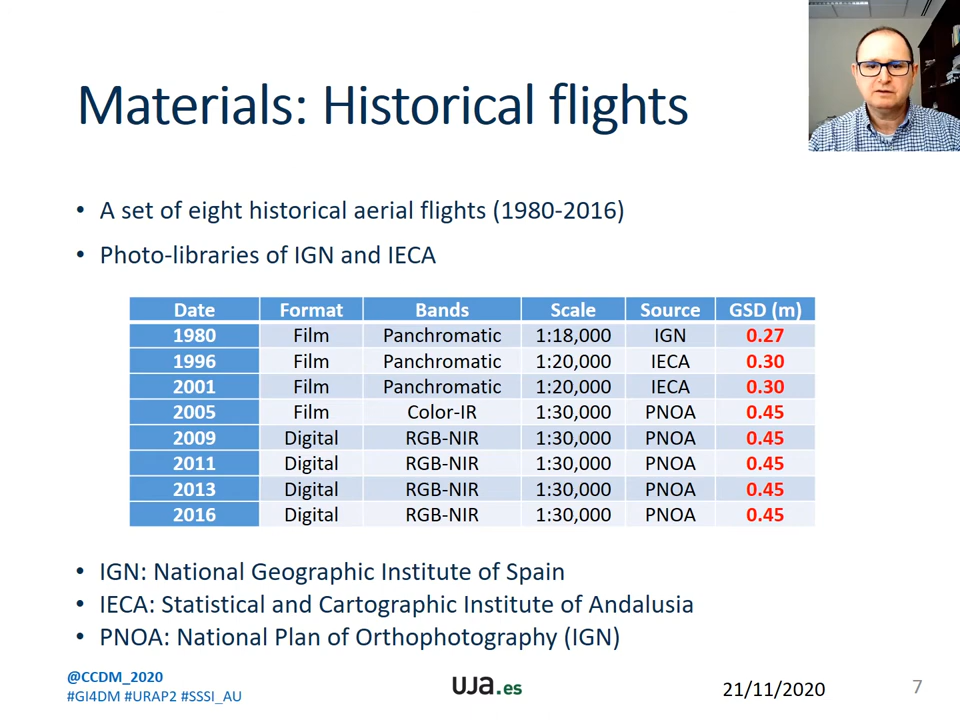 Materials: Historical flights
• A set of eight historical aerial flights (1980-2016)
• Photo-libraries of IGN and IECA
Date Format Bands Scale Source GSD (m)
1980 Film Panchromatic 1:18,000 IGN 0.27
1996 Film Panchromatic 1:20,000 IECA 0.30
2001 Film Panchromatic 1:20,000 IECA 0.30
2005 Film Color-IR 1:30,000 PNOA 0.45
2009 Digital RGB-NIR 1:30,000 PNOA 0.45
2011 Digital RGB-NIR 1:30,000 PNOA 0.45
2013 Digital RGB-NIR 1:30,000 PNOA 0.45
2016 Digital RGB-NIR 1:30,000 PNOA 0.45
• IGN: National Geographic Institute of Spain
• IECA: Statistical and Cartographic Institute of Andalusia
• PNOA: National Plan of Orthophotography (IGN)
@CCDM_2020
#GI4DM #URAP2 #SSSI_AU
uja.es
21/11/2020
7